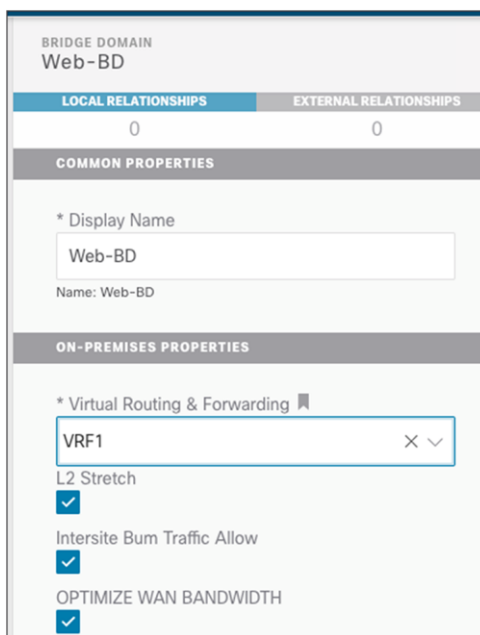 BRIDGE DOMAIN
Web-BD
LOCAL RELATIONSHIPS EXTERNAL RELATIONSHIPS
0 0
COMMON PROPERTIES
* Display Name
Web-BD
Name: Web-BD
ON-PREMISES PROPERTIES
* Virtual Routing & Forwarding
VRF1
L2 Stretch
Intersite Bum Traffic Allow
OPTIMIZE WAN BANDWIDTH